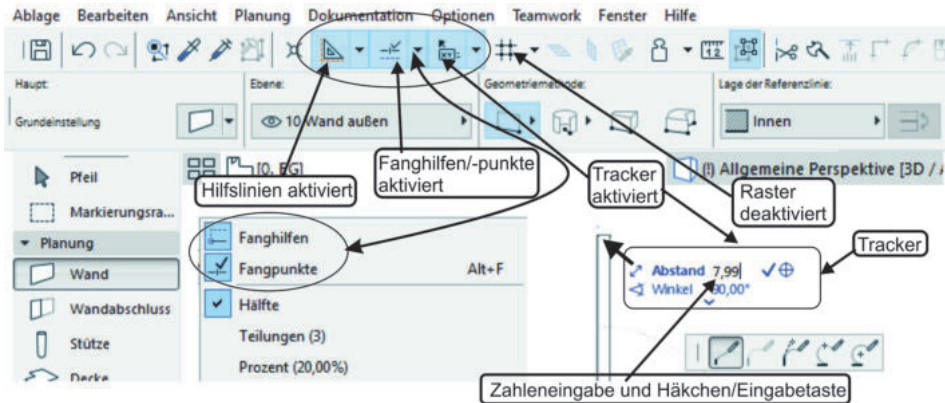 Ablage Bearbeiten Ansicht Planung Dokumentation Optionen Teamwork Fenster Hilfe
Haupt:
Ebene:
Geometriemethode:
Lage der Referenzlinie:
Grundeinstellung
10 Wand außen
Innen
Pfeil
[0. EG]
(!) Allgemeine Perspektive [3D /
Hilfslinien aktiviert
Fanghilfen/-punkte
aktiviert
Tracker
aktiviert
Raster
deaktiviert
Markierungsra...
Planung
Wand
Wandabschluss
Stütze
Decke
Fanghilfen
Fangpunkte Alt+F
Hälfte
Teilungen (3)
Prozent (20,00%)
Tracker
Abstand 7,99
Winkel 90,00°
Zahleneingabe und Häkchen/Eingabetaste